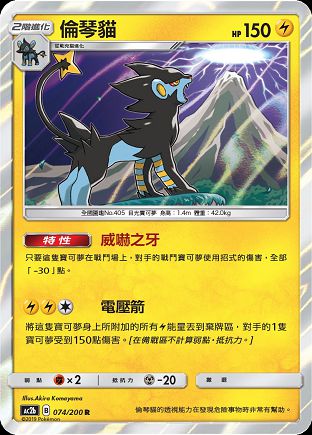 2階進化
倫琴貓
HP 150
從勒克貓進化
全國圖鑑No.405 目光寶可夢 身高：1.4m 體重：42.0kg
特性 威嚇之牙
只要這隻寶可夢在戰鬥場上，對手的戰鬥寶可夢使用招式的傷害，全部
「-30」點。
電壓箭
將這隻寶可夢身上所附加的所有能量丟到棄牌區，對手的1隻
寶可夢受到150點傷害。[在備戰區不計算弱點・抵抗力。]
弱點 ×2 抵抗力 -20 撤退
Illus.Akira Komayama
AC2b B 074/200 R
©2019 Pokémon
倫琴貓的透視能力在發現危險事物時非常有幫助。